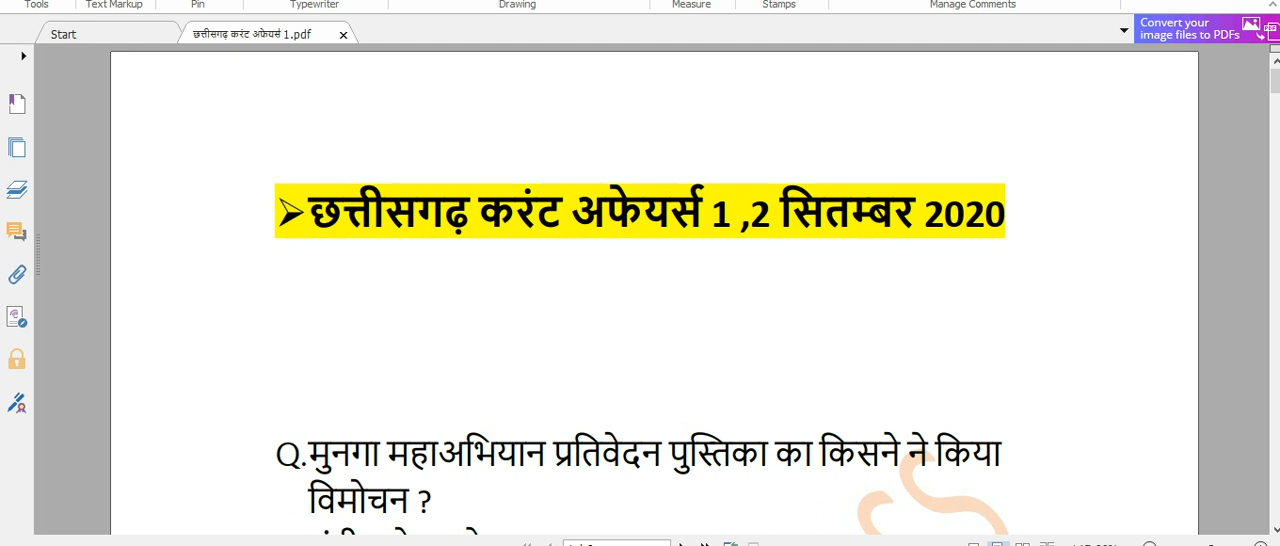 Tools Text Markup Pin Typewriter Drawing Measure Stamps Manage Comments
Start छत्तीसगढ़ करंट अफेयर्स 1.pdf
Convert your
image files to PDFs
➢छत्तीसगढ़ करंट अफेयर्स 1 ,2 सितम्बर 2020
Q.मुनगा महाअभियान प्रतिवेदन पुस्तिका का किसने ने किया
विमोचन ?